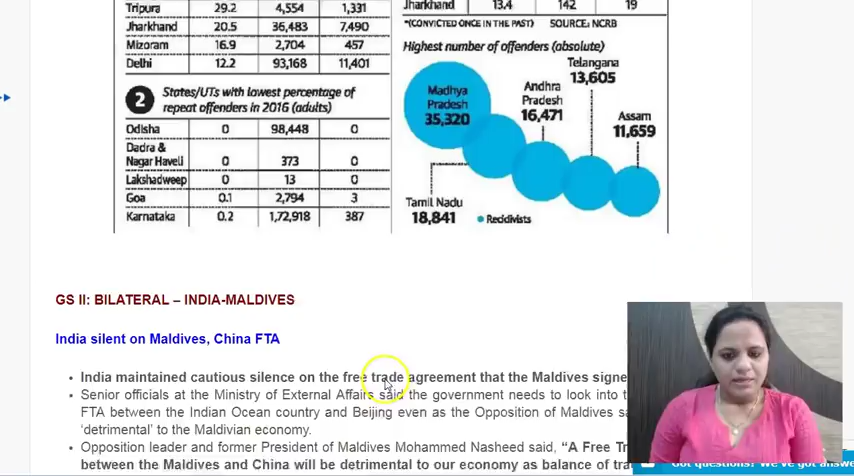 Tripura 29.2 4,554 1,331
Jharkhand 20.5 36,483 7,490
Mizoram 16.9 2,704 457
Delhi 12.2 93,168 11,401
2 States/UTs with lowest percentage of
repeat offenders in 2016 (adults)
Odisha 0 98,448 0
Dadra &
Nagar Haveli 0 373 0
Lakshadweep 0 13 0
Goa 0.1 2,794 3
Karnataka 0.2 1,72,918 387
Jharkhand 13.4 142 19
*(CONVICTED ONCE IN THE PAST) SOURCE: NCRB
Highest number of offenders (absolute)
Madhya
Pradesh
35,320
Andhra
Pradesh
16,471
Telangana
13,605
Assam
11,659
Tamil Nadu
18,841
Recidivists
GS II: BILATERAL – INDIA-MALDIVES
India silent on Maldives, China FTA
• India maintained cautious silence on the free trade agreement that the Maldives signe
• Senior officials at the Ministry of External Affairs said the government needs to look into
FTA between the Indian Ocean country and Beijing even as the Opposition of Maldives
'detrimental' to the Maldivian economy.
• Opposition leader and former President of Maldives Mohammed Nasheed said, "A Free
between the Maldives and China will be detrimental to our economy as balance of
Got questions? We've got